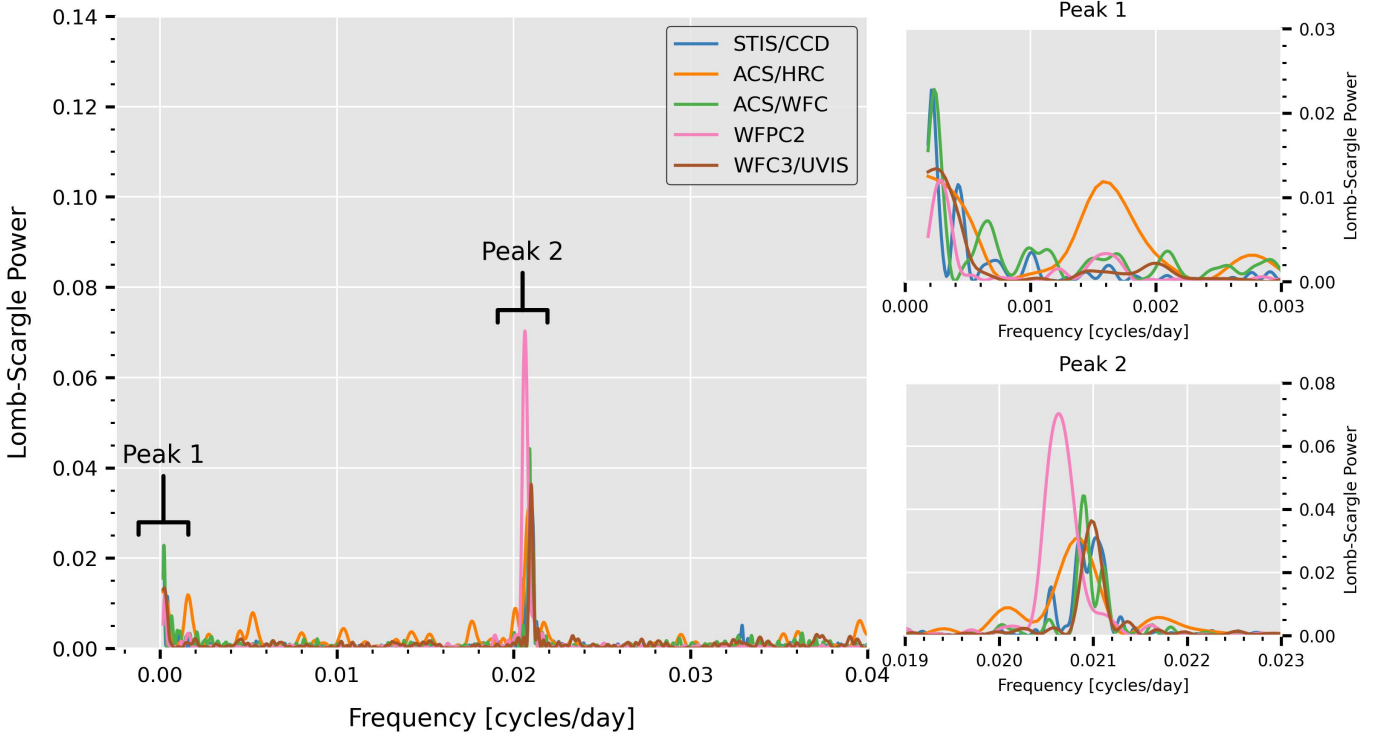 0.14
0.12
0.10
0.08
0.06
0.04
0.02
0.00
Lomb-Scargle Power
0.00
0.01
0.02
0.03
0.04
Frequency [cycles/day]
Peak 1
Peak 2
STIS/CCD
ACS/HRC
ACS/WFC
WFPC2
WFC3/UVIS
Peak 1
0.03
0.02
0.01
0.00
Lomb-Scargle Power
0.000
0.001
0.002
0.003
Frequency [cycles/day]
Peak 2
0.08
0.06
0.04
0.02
0.00
Lomb-Scargle Power
0.019
0.020
0.021
0.022
0.023
Frequency [cycles/day]